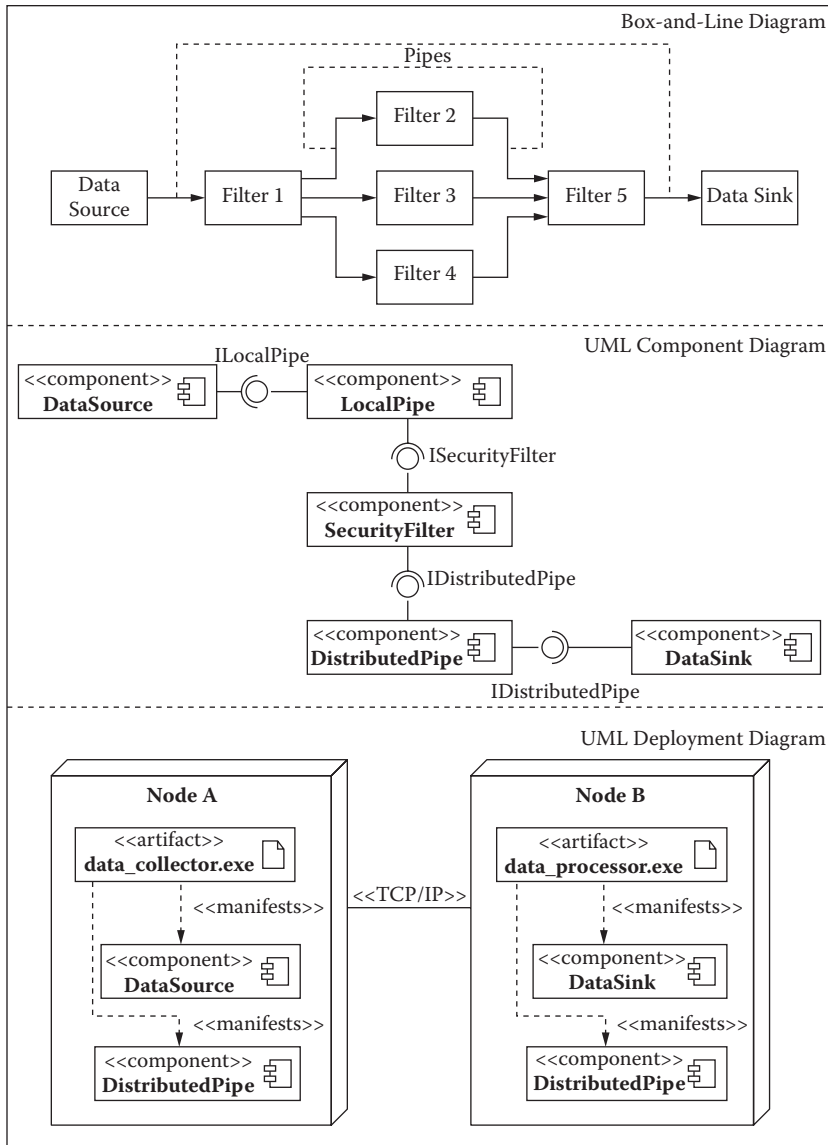 Box-and-Line Diagram
Pipes
Filter 2
Data
Source
Filter 1
Filter 3
Filter 5
Data Sink
Filter 4
UML Component Diagram
ILocalPipe
<<component>>
DataSource
<<component>>
LocalPipe
ISecurityFilter
<<component>>
SecurityFilter
IDistributedPipe
<<component>>
DistributedPipe
<<component>>
DataSink
IDistributedPipe
UML Deployment Diagram
Node A
<<artifact>>
data_collector.exe
<<manifests>>
<<component>>
DataSource
<<manifests>>
<<component>>
DistributedPipe
<<TCP/IP>>
Node B
<<artifact>>
data_processor.exe
<<manifests>>
<<component>>
DataSink
<<manifests>>
<<component>>
DistributedPipe